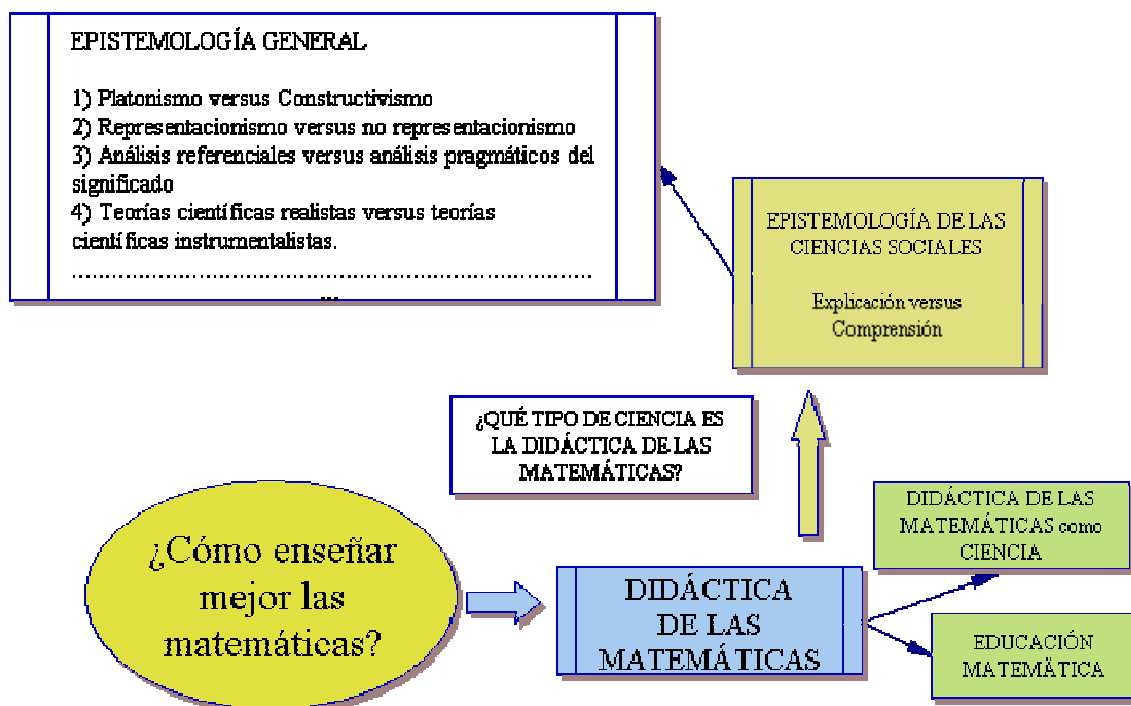 EPISTEMOLOGÍA GENERAL
1) Platonismo versus Constructivismo
2) Representacionismo versus no representacionismo
3) Análisis referenciales versus análisis pragmáticos del
significado
4) Teorías científicas realistas versus teorías
científicas instrumentalistas.
..........................................................................
...
EPISTEMOLOGÍA DE LAS
CIENCIAS SOCIALES
Explicación versus
Comprensión
¿QUÉ TIPO DE CIENCIA ES
LA DIDÁCTICA DE LAS
MATEMÁTICAS?
¿Cómo enseñar
mejor las
matemáticas?
DIDÁCTICA
DE LAS
MATEMÁTICAS
DIDÁCTICA DE LAS
MATEMÁTICAS como
CIENCIA
EDUCACIÓN
MATEMÄTICA